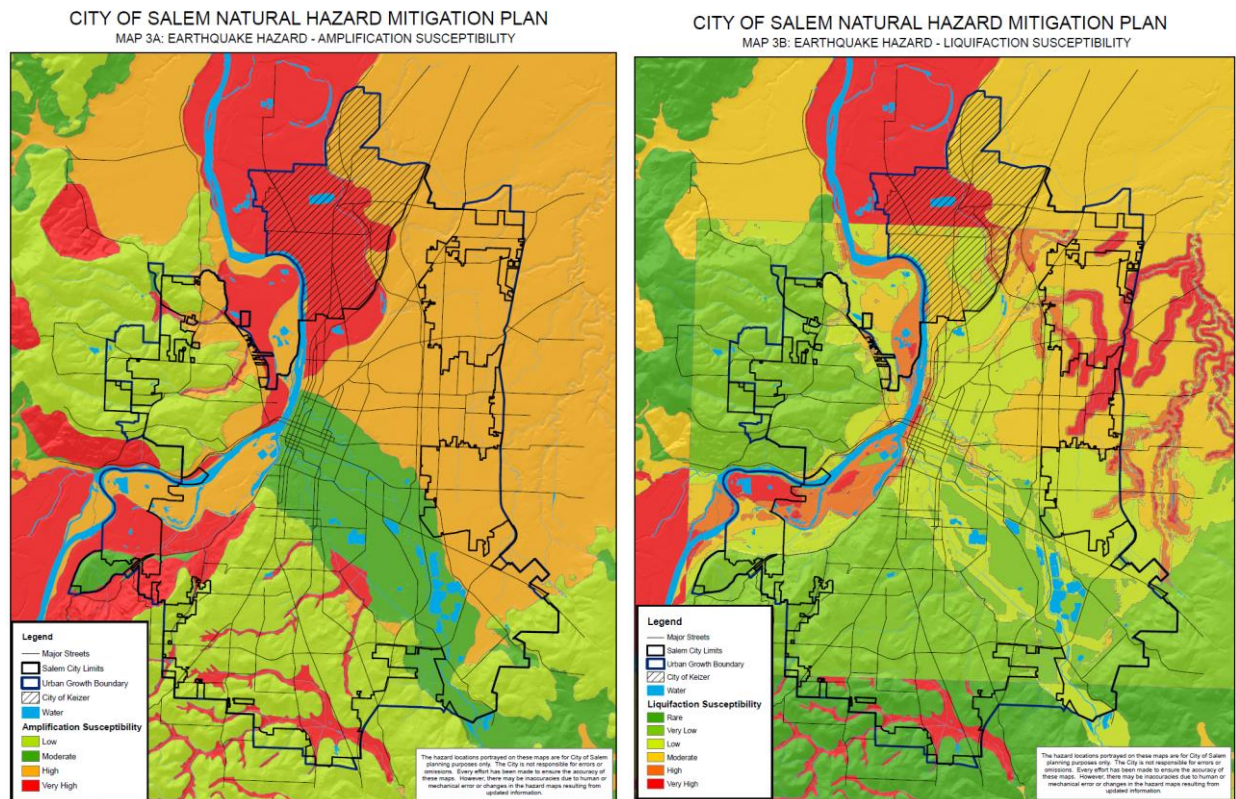 CITY OF SALEM NATURAL HAZARD MITIGATION PLAN
MAP 3A: EARTHQUAKE HAZARD - AMPLIFICATION SUSCEPTIBILITY
Legend
Major Streets
Salem City Limits
Urban Growth Boundary
City of Keizer
Water
Amplification Susceptibility
Low
Moderate
High
Very High
The hazard locations portrayed on these maps are for City of Salem
planning purposes only. The City is not responsible for errors or
omissions. Every effort has been made to ensure the accuracy of
these maps. However, there may be inaccuracies due to human or
mechanical error or changes in the hazard maps resulting from
updated information.
CITY OF SALEM NATURAL HAZARD MITIGATION PLAN
MAP 3B: EARTHQUAKE HAZARD - LIQUIFACTION SUSCEPTIBILITY
Legend
Major Streets
Salem City Limits
Urban Growth Boundary
City of Keizer
Water
Liquifaction Susceptibility
Rare
Very Low
Low
Moderate
High
Very High
The hazard locations portrayed on these maps are for City of Salem
planning purposes only. The City is not responsible for errors or
omissions. Every effort has been made to ensure the accuracy of
these maps. However, there may be inaccuracies due to human or
mechanical error or changes in the hazard maps resulting from
updated information.